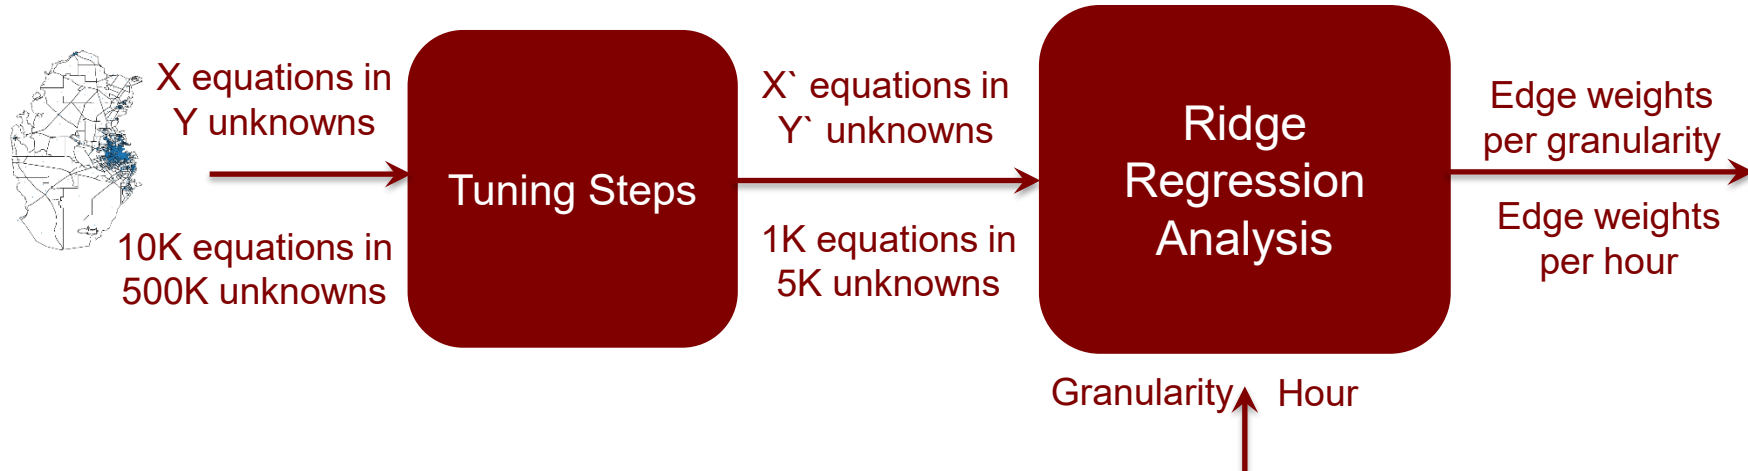 X equations in
Y unknowns
10K equations in
500K unknowns
Tuning Steps
X` equations in
Y` unknowns
1K equations in
5K unknowns
Ridge
Regression
Analysis
Granularity
Hour
Edge weights
per granularity
Edge weights
per hour